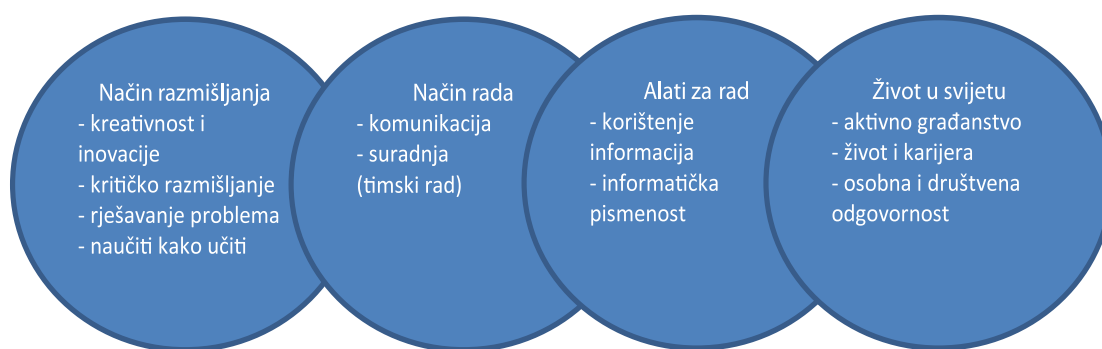 Način razmišljanja
- kreativnost i
inovacije
- kritičko razmišljanje
- rješavanje problema
- naučiti kako učiti
Način rada
- komunikacija
- suradnja
(timski rad)
Alati za rad
- korištenje
informacija
- informatička
pismenost
Život u svijetu
- aktivno građanstvo
- život i karijera
- osobna i društvena
odgovornost